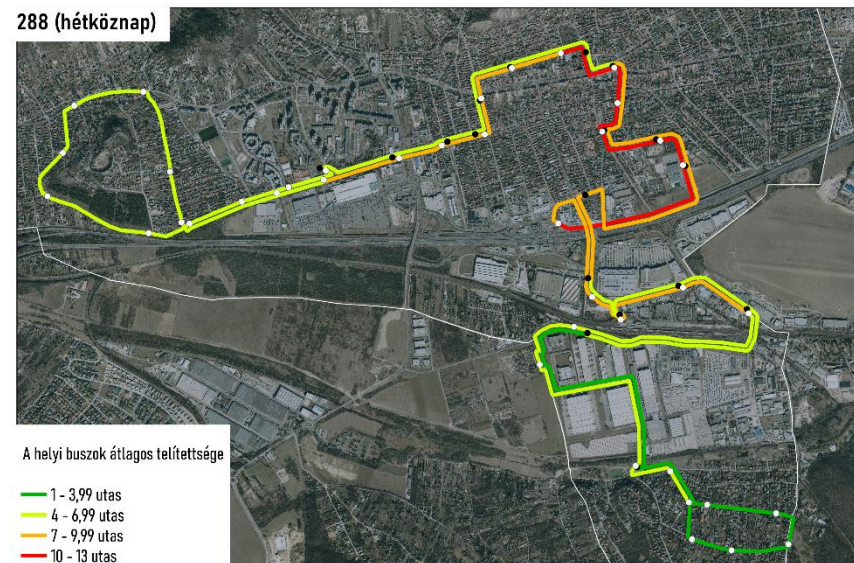 288 (hétköznap)
A helyi buszok átlagos telítettsége
1 - 3,99 utas
4 - 6,99 utas
7 - 9,99 utas
10 - 13 utas